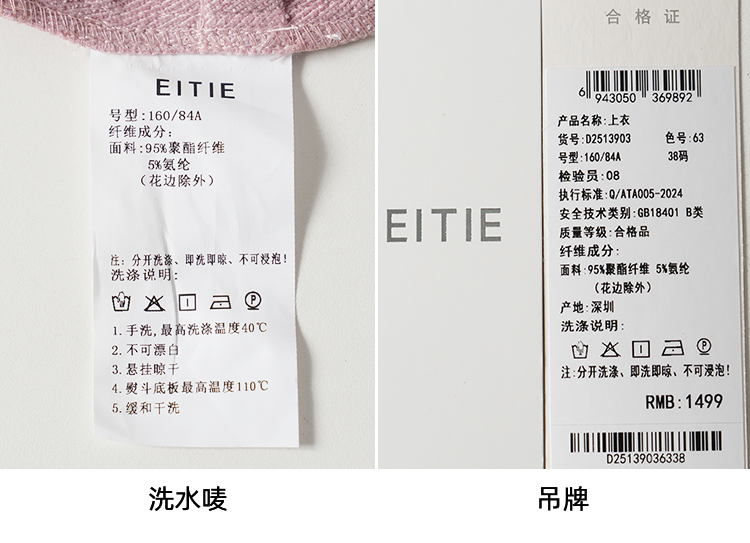 EITIE
号型:160/84A
纤维成分:
面料:95%聚酯纤维
5%氨纶
（花边除外）
注: 分开洗涤、即洗即晾、不可浸泡!
洗涤说明:
1.手洗,最高洗涤温度40℃
2.不可漂白
3.悬挂晾干
4.熨斗底板最高温度110℃
5.缓和干洗
洗水唛
EITIE
合格证
6 943050 369892
产品名称:上衣
货号:D2513903 色号:63
号型:160/84A 38码
检验员:08
执行标准:Q/ATA005-2024
安全技术类别:GB18401 B类
质量等级:合格品
纤维成分:
面料:95%聚酯纤维 5%氨纶
（花边除外）
产地:深圳
洗涤说明:
注:分开洗涤、即洗即晾、不可浸泡!
RMB:1499
D25139036338
吊牌